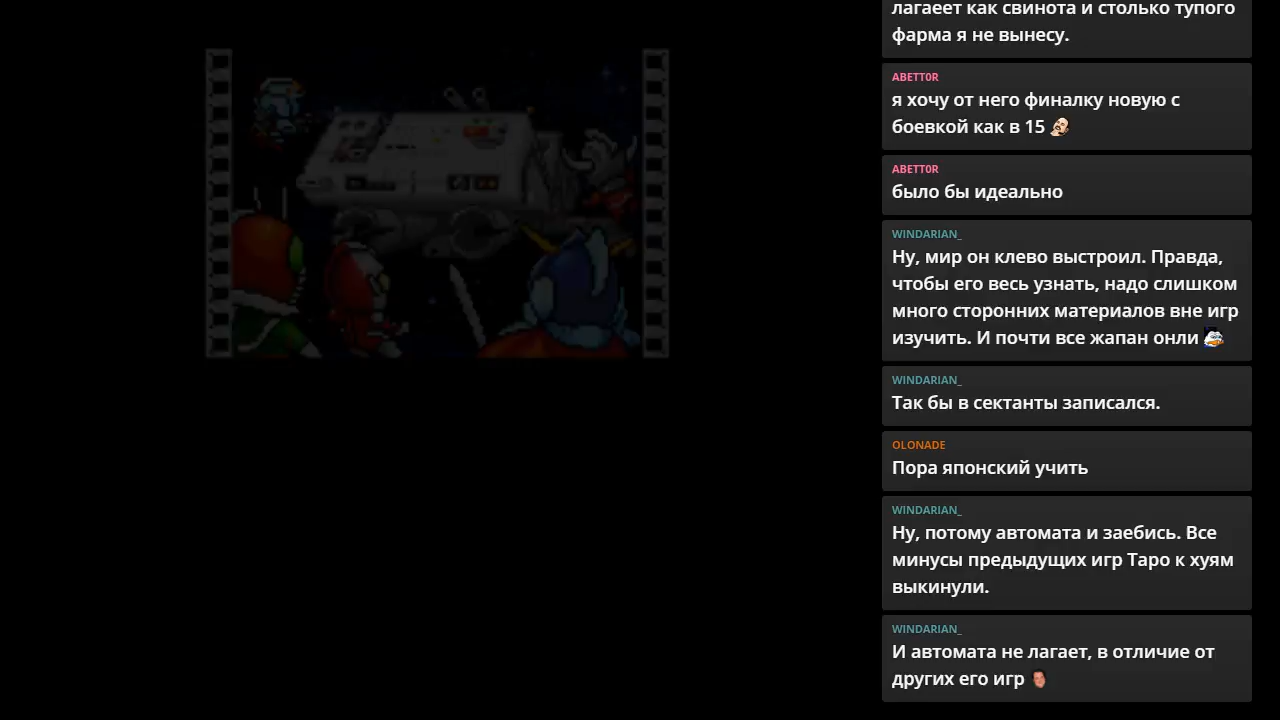 лагаеет как свинота и столько тупого
фарма я не вынесу.
ABETT0R
я хочу от него финалку новую с
боевкой как в 15
ABETT0R
было бы идеально
WINDARIAN_
Ну, мир он клево выстроил. Правда,
чтобы его весь узнать, надо слишком
много сторонних материалов вне игр
изучить. И почти все жапан онли
WINDARIAN_
Так бы в сектанты записался.
OLONADE
Пора японский учить
WINDARIAN_
Ну, потому автомата и заебись. Все
минусы предыдущих игр Таро к хуям
выкинули.
WINDARIAN_
И автомата не лагает, в отличие от
других его игр